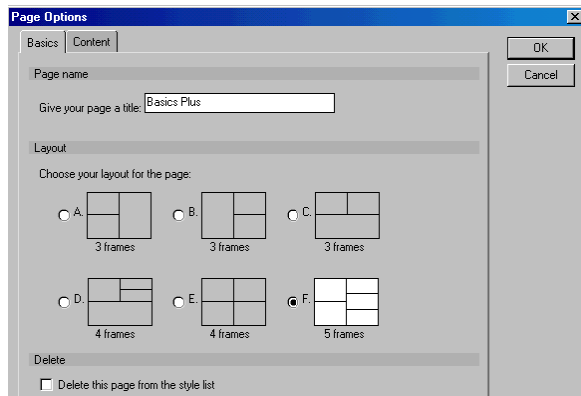 Page Options
Basics Content
OK
Cancel
Page name
Give your page a title: Basics Plus
Layout
Choose your layout for the page:
A. B. C.
3 frames 3 frames 3 frames
D. E. F.
4 frames 4 frames 5 frames
Delete
Delete this page from the style list